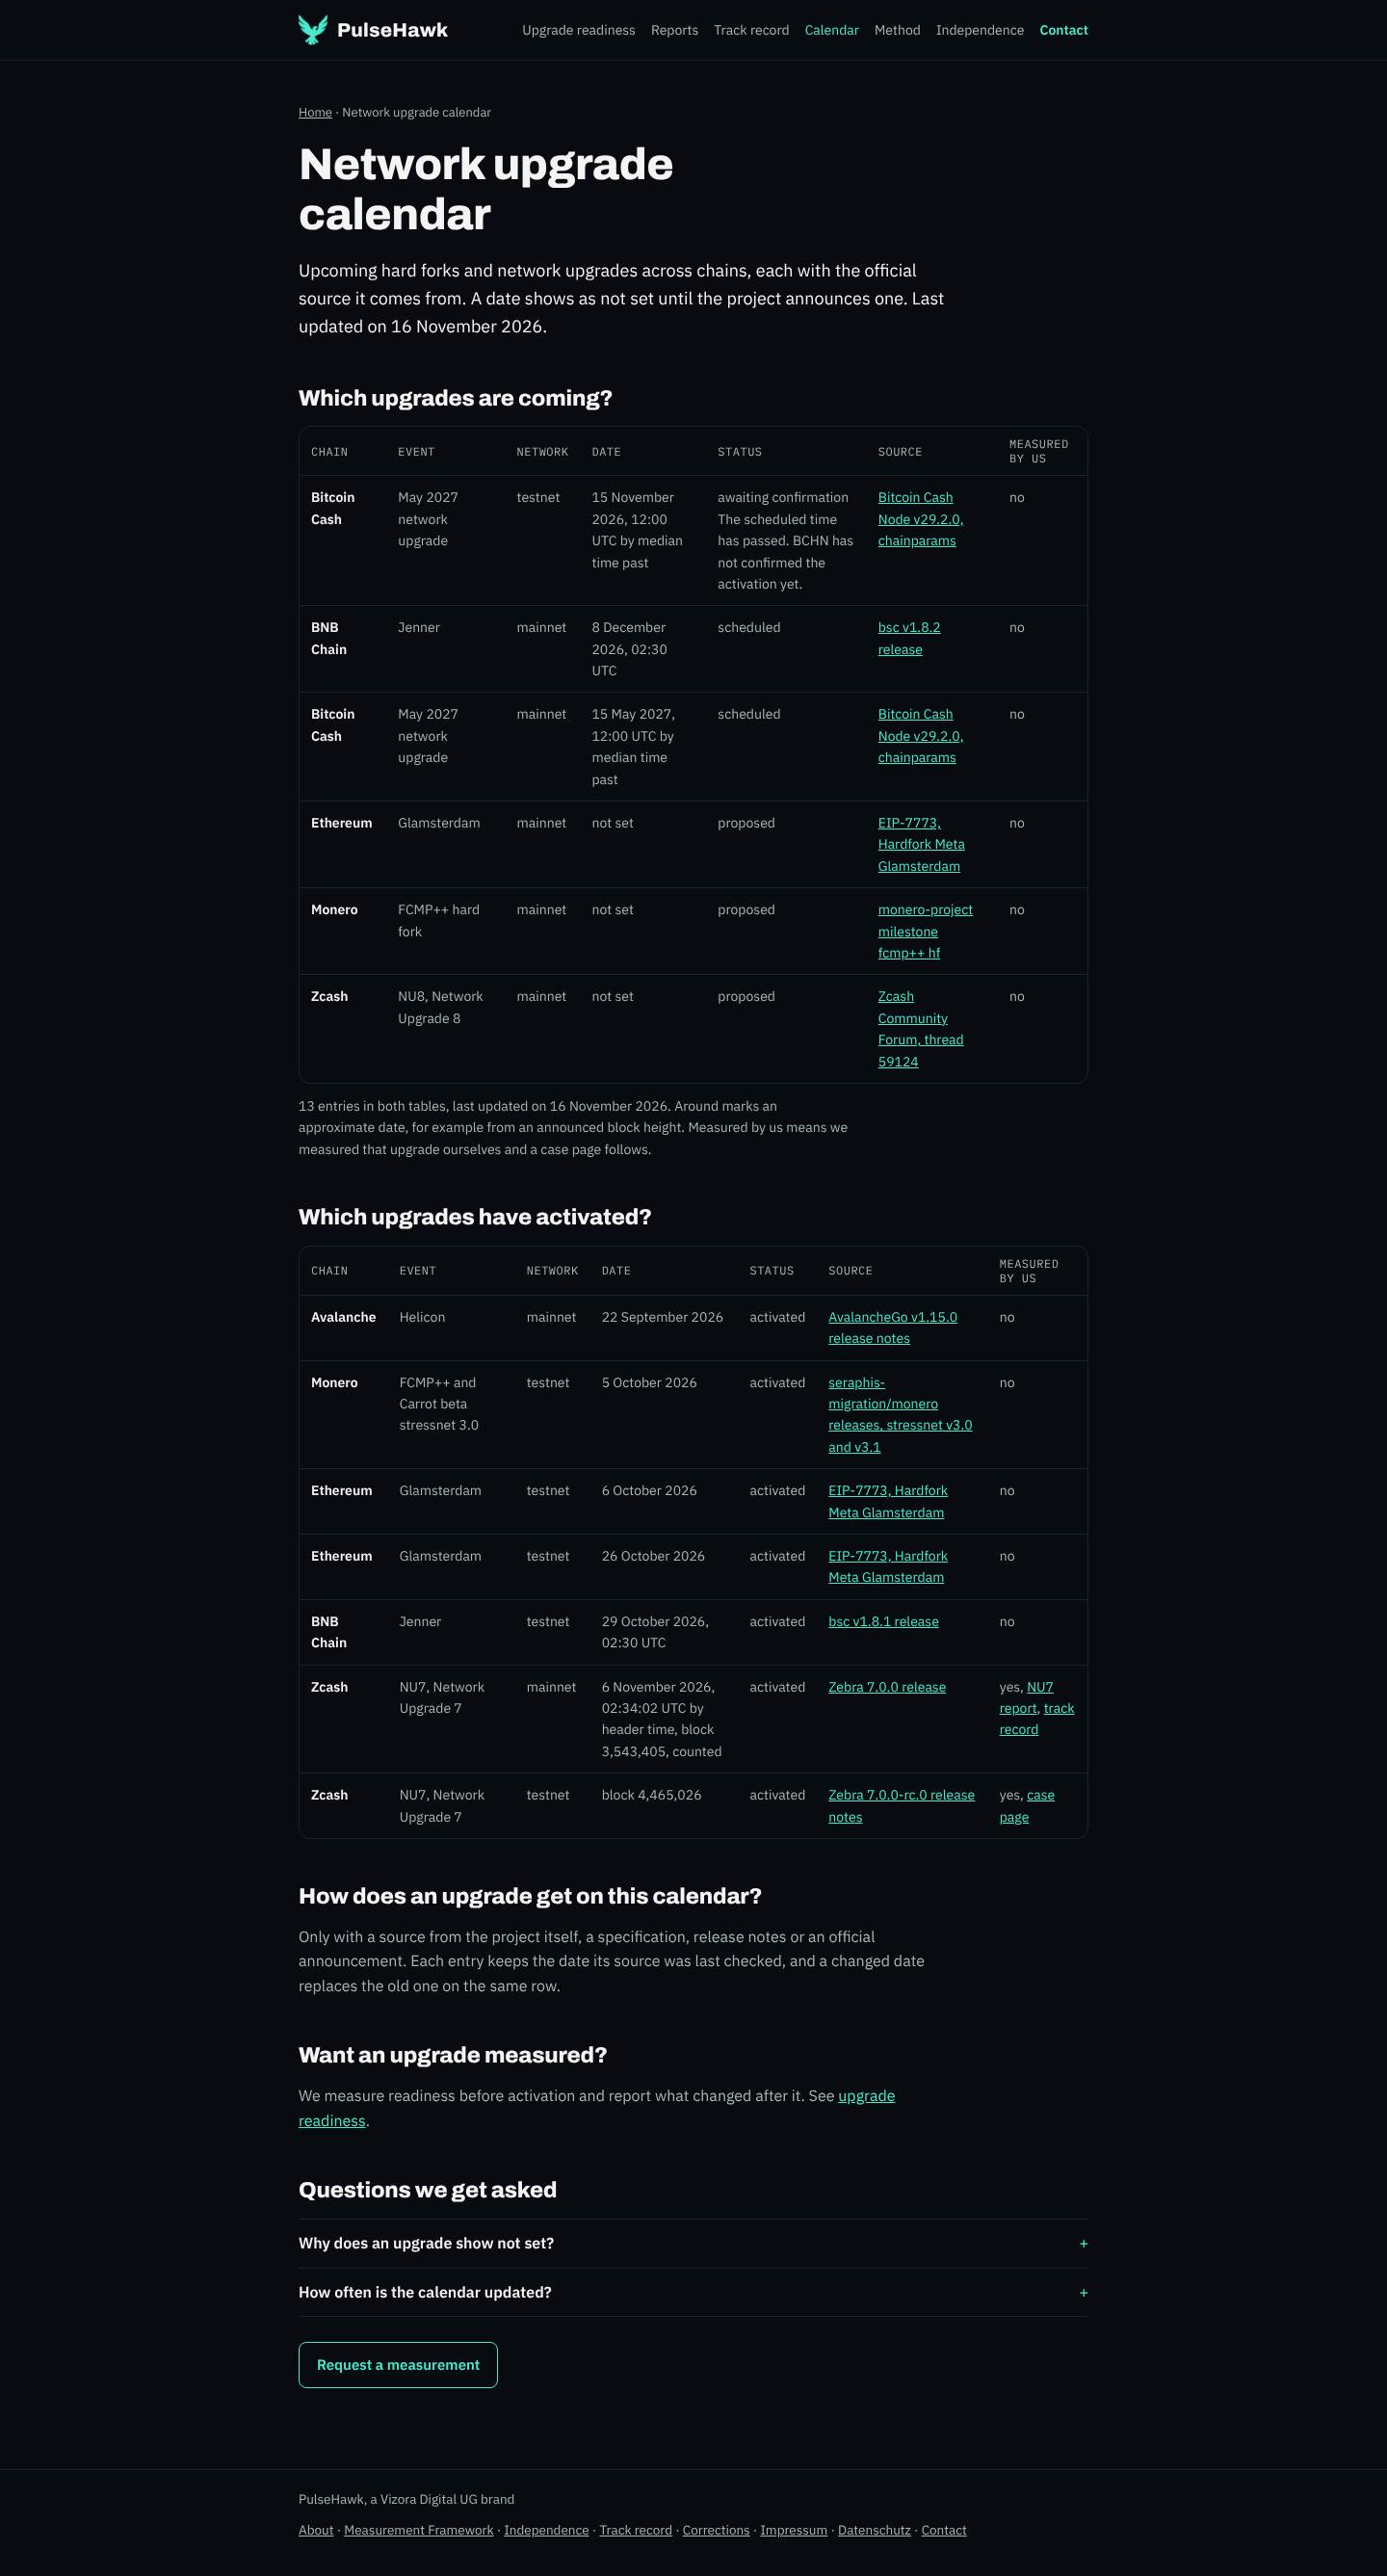 PulseHawk
Upgrade readiness Reports Track record Calendar Method Independence Contact
Home · Network upgrade calendar
Network upgrade
calendar
Upcoming hard forks and network upgrades across chains, each with the official
source it comes from. A date shows as not set until the project announces one. Last
updated on 16 November 2026.
Which upgrades are coming?
CHAIN EVENT NETWORK DATE STATUS SOURCE MEASURED
BY US
Bitcoin May 2027 testnet 15 November awaiting confirmation Bitcoin Cash no
Cash network 2026, 12:00 The scheduled time Node v29.2.0,
upgrade UTC by median has passed. BCHN has chainparams
time past not confirmed the
activation yet.
BNB Jenner mainnet 8 December scheduled bsc v1.8.2 no
Chain 2026, 02:30 release
UTC
Bitcoin May 2027 mainnet 15 May 2027, scheduled Bitcoin Cash no
Cash network 12:00 UTC by Node v29.2.0,
upgrade median time chainparams
past
Ethereum Glamsterdam mainnet not set proposed EIP-7773, no
Hardfork Meta
Glamsterdam
Monero FCMP++ hard mainnet not set proposed monero-project no
fork milestone
fcmp++ hf
Zcash NU8, Network mainnet not set proposed Zcash no
Upgrade 8 Community
Forum, thread
59124
13 entries in both tables, last updated on 16 November 2026. Around marks an
approximate date, for example from an announced block height. Measured by us means we
measured that upgrade ourselves and a case page follows.
Which upgrades have activated?
CHAIN EVENT NETWORK DATE STATUS SOURCE MEASURED
BY US
Avalanche Helicon mainnet 22 September 2026 activated AvalancheGo v1.15.0 no
release notes
Monero FCMP++ and testnet 5 October 2026 activated seraphis- no
Carrot beta migration/monero
stressnet 3.0 releases, stressnet v3.0
and v3.1
Ethereum Glamsterdam testnet 6 October 2026 activated EIP-7773, Hardfork no
Meta Glamsterdam
Ethereum Glamsterdam testnet 26 October 2026 activated EIP-7773, Hardfork no
Meta Glamsterdam
BNB Jenner testnet 29 October 2026, activated bsc v1.8.1 release no
Chain 02:30 UTC
Zcash NU7, Network mainnet 6 November 2026, activated Zebra 7.0.0 release yes, NU7
Upgrade 7 02:34:02 UTC by report, track
header time, block record
3,543,405, counted
Zcash NU7, Network testnet block 4,465,026 activated Zebra 7.0.0-rc.0 release yes, case
Upgrade 7 notes page
How does an upgrade get on this calendar?
Only with a source from the project itself, a specification, release notes or an official
announcement. Each entry keeps the date its source was last checked, and a changed date
replaces the old one on the same row.
Want an upgrade measured?
We measure readiness before activation and report what changed after it. See upgrade
readiness.
Questions we get asked
Why does an upgrade show not set? +
How often is the calendar updated? +
Request a measurement
PulseHawk, a Vizora Digital UG brand
About · Measurement Framework · Independence · Track record · Corrections · Impressum · Datenschutz · Contact